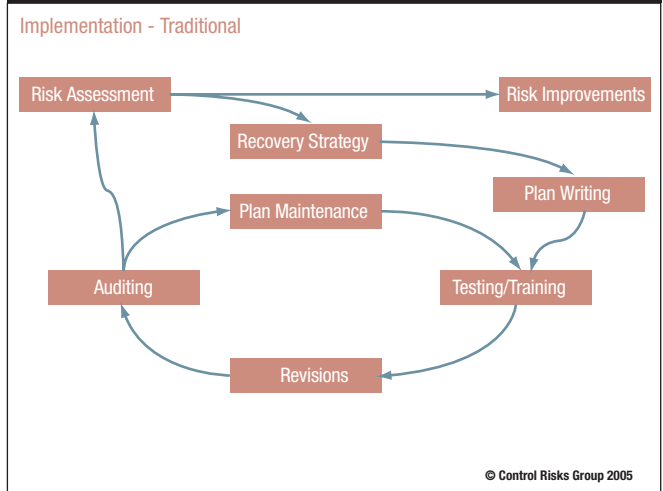 Implementation - Traditional
Risk Assessment
Risk Improvements
Recovery Strategy
Plan Writing
Plan Maintenance
Auditing
Testing/Training
Revisions
© Control Risks Group 2005